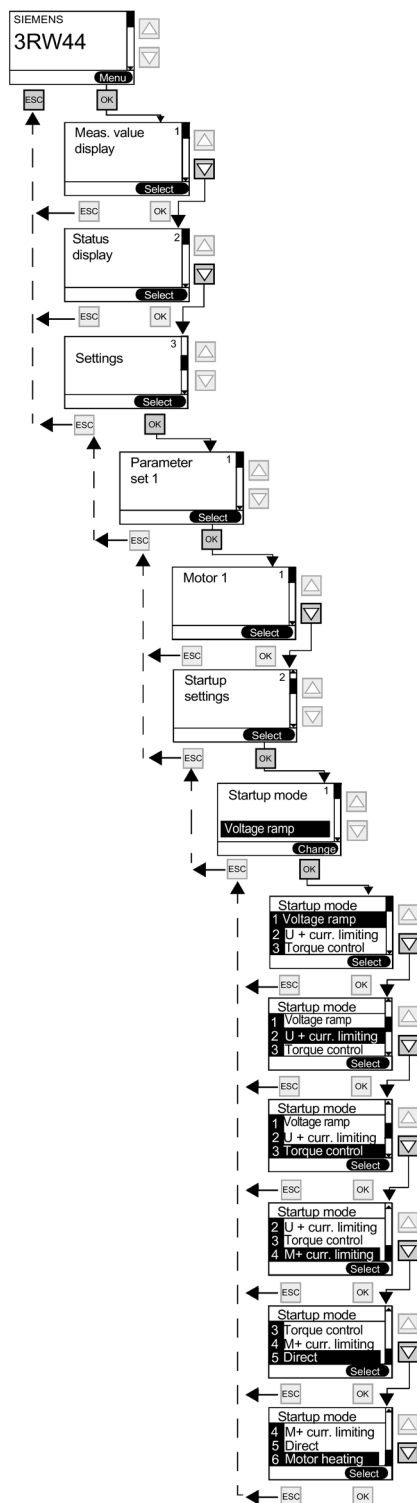 SIEMENS
3RW44
Menu
ESC
OK
Meas. value
display
1
Select
ESC
OK
Status
display
2
Select
ESC
OK
Settings
3
Select
ESC
OK
Parameter
set 1
1
Select
ESC
OK
Motor 1
1
Select
ESC
OK
Startup
settings
2
Select
ESC
OK
Startup mode
1
Voltage ramp
Change
ESC
OK
Startup mode
1 Voltage ramp
2 U + curr. limiting
3 Torque control
Select
ESC
OK
Startup mode
1 Voltage ramp
2 U + curr. limiting
3 Torque control
Select
ESC
OK
Startup mode
1 Voltage ramp
2 U + curr. limiting
3 Torque control
Select
ESC
OK
Startup mode
2 U + curr. limiting
3 Torque control
4 M+ curr. limiting
Select
ESC
OK
Startup mode
3 Torque control
4 M+ curr. limiting
5 Direct
Select
ESC
OK
Startup mode
4 M+ curr. limiting
5 Direct
6 Motor heating
Select
ESC
OK